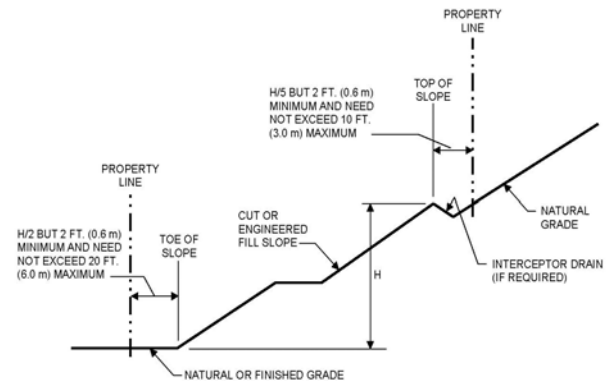 PROPERTY
LINE
H/5 BUT 2 FT. (0.6 m)
MINIMUM AND NEED
NOT EXCEED 10 FT.
(3.0 m) MAXIMUM
TOP OF
SLOPE
PROPERTY
LINE
H/2 BUT 2 FT. (0.6 m)
MINIMUM AND NEED
NOT EXCEED 20 FT.
(6.0 m) MAXIMUM
TOE OF
SLOPE
CUT OR
ENGINEERED
FILL SLOPE
H
NATURAL
GRADE
INTERCEPTOR DRAIN
(IF REQUIRED)
NATURAL OR FINISHED GRADE